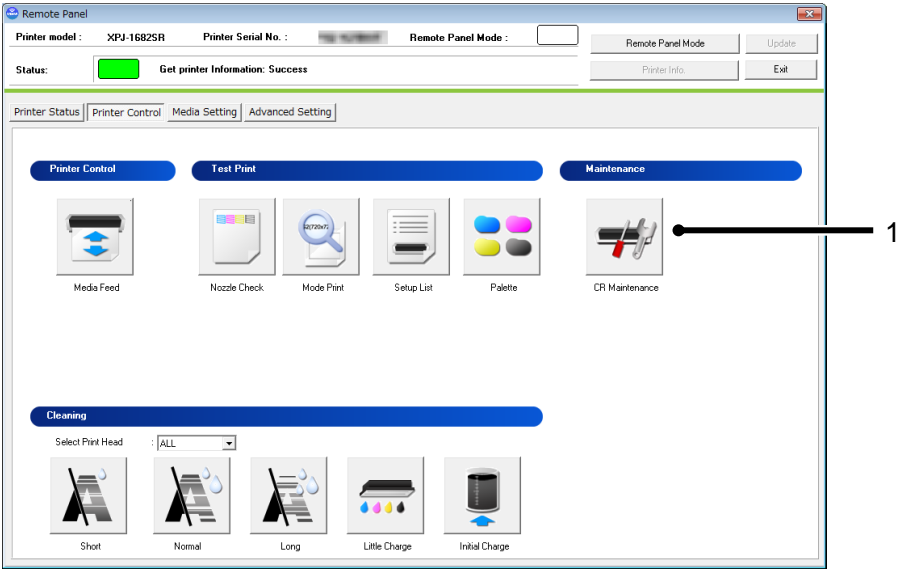 Remote Panel
Printer model : XPJ-1682SR Printer Serial No. : Remote Panel Mode :
Remote Panel Mode Update
Status: Get printer Information: Success
Printer Info. Exit
Printer Status Printer Control Media Setting Advanced Setting
Printer Control Test Print Maintenance
1
Media Feed Nozzle Check Mode Print Setup List Palette CR Maintenance
Cleaning
Select Print Head : ALL
Short Normal Long Little Charge Initial Charge